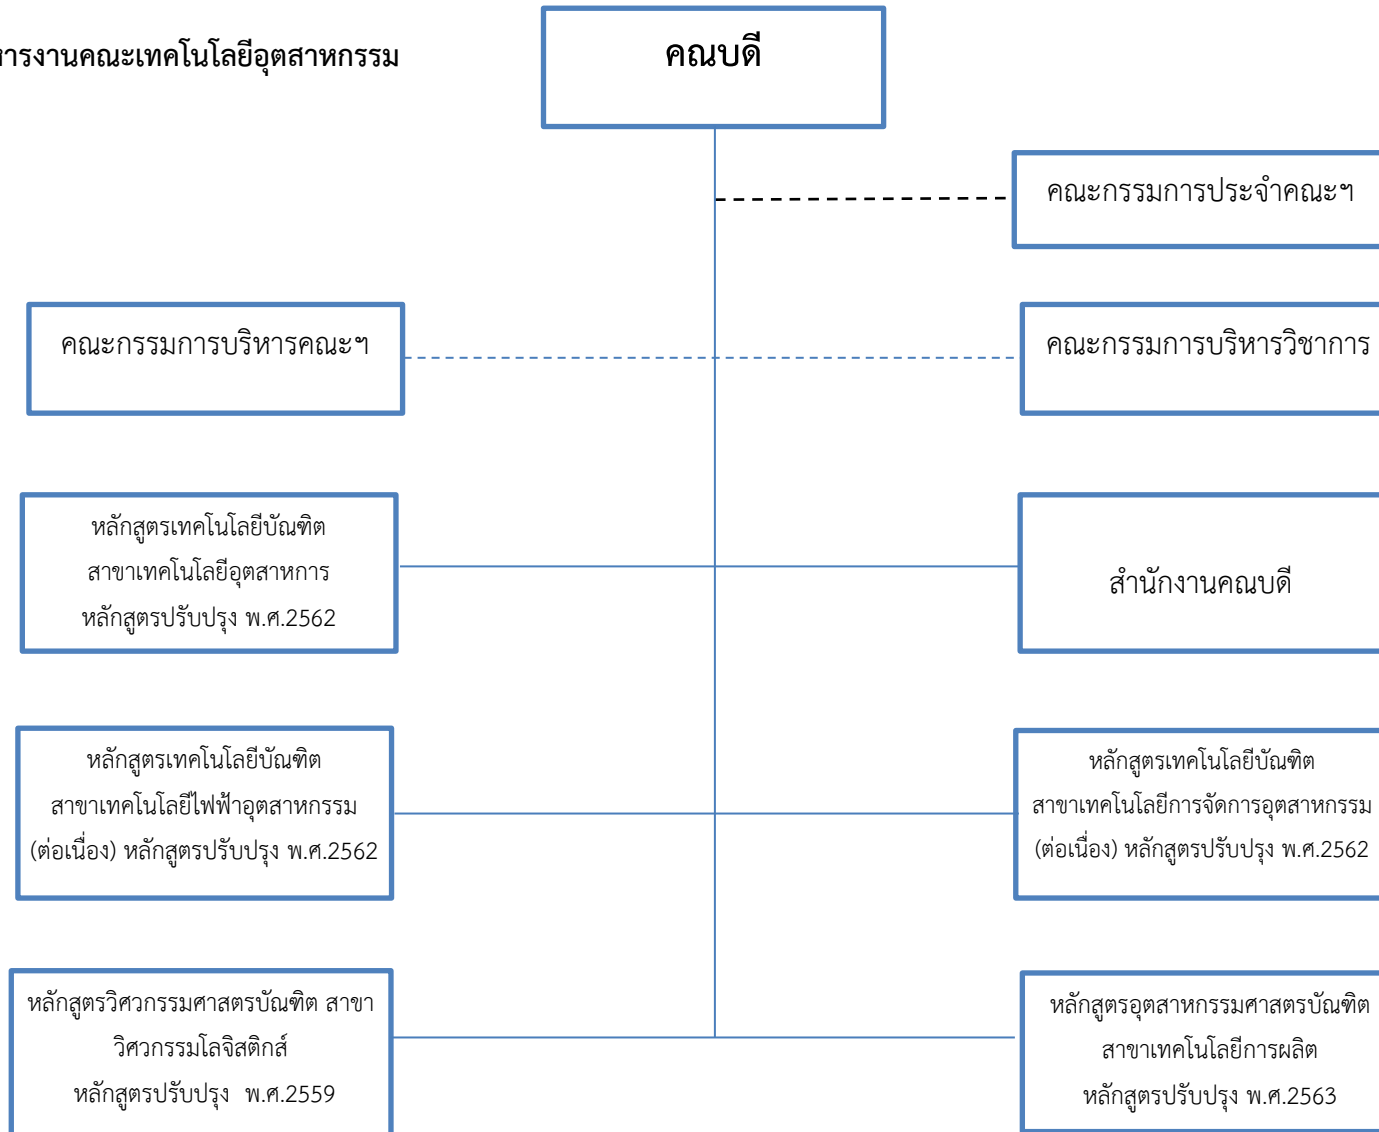 หารงานคณะเทคโนโลยีอุตสาหกรรม
คณบดี
คณะกรรมการประจำคณะฯ
คณะกรรมการบริหารคณะฯ
คณะกรรมการบริหารวิชาการ
หลักสูตรเทคโนโลยีบัณฑิต
สาขาเทคโนโลยีอุตสาหการ
หลักสูตรปรับปรุง พ.ศ.2562
สำนักงานคณบดี
หลักสูตรเทคโนโลยีบัณฑิต
สาขาเทคโนโลยีไฟฟ้าอุตสาหกรรม
(ต่อเนื่อง) หลักสูตรปรับปรุง พ.ศ.2562
หลักสูตรเทคโนโลยีบัณฑิต
สาขาเทคโนโลยีการจัดการอุตสาหกรรม
(ต่อเนื่อง) หลักสูตรปรับปรุง พ.ศ.2562
หลักสูตรวิศวกรรมศาสตรบัณฑิต สาขา
วิศวกรรมโลจิสติกส์
หลักสูตรปรับปรุง พ.ศ.2559
หลักสูตรอุตสาหกรรมศาสตรบัณฑิต
สาขาเทคโนโลยีการผลิต
หลักสูตรปรับปรุง พ.ศ.2563